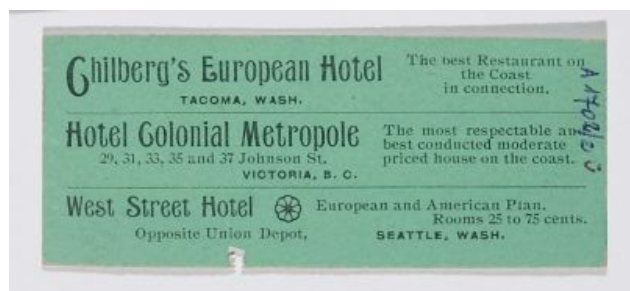 Chilberg's European Hotel
The best Restaurant on
the Coast
in connection.
TACOMA, WASH.
Hotel Colonial Metropole
29, 31, 33, 35 and 37 Johnson St.
VICTORIA, B. C.
The most respectable and
best conducted moderate
priced house on the coast.
West Street Hotel
European and American Plan.
Rooms 25 to 75 cents.
Opposite Union Depot,
SEATTLE, WASH.